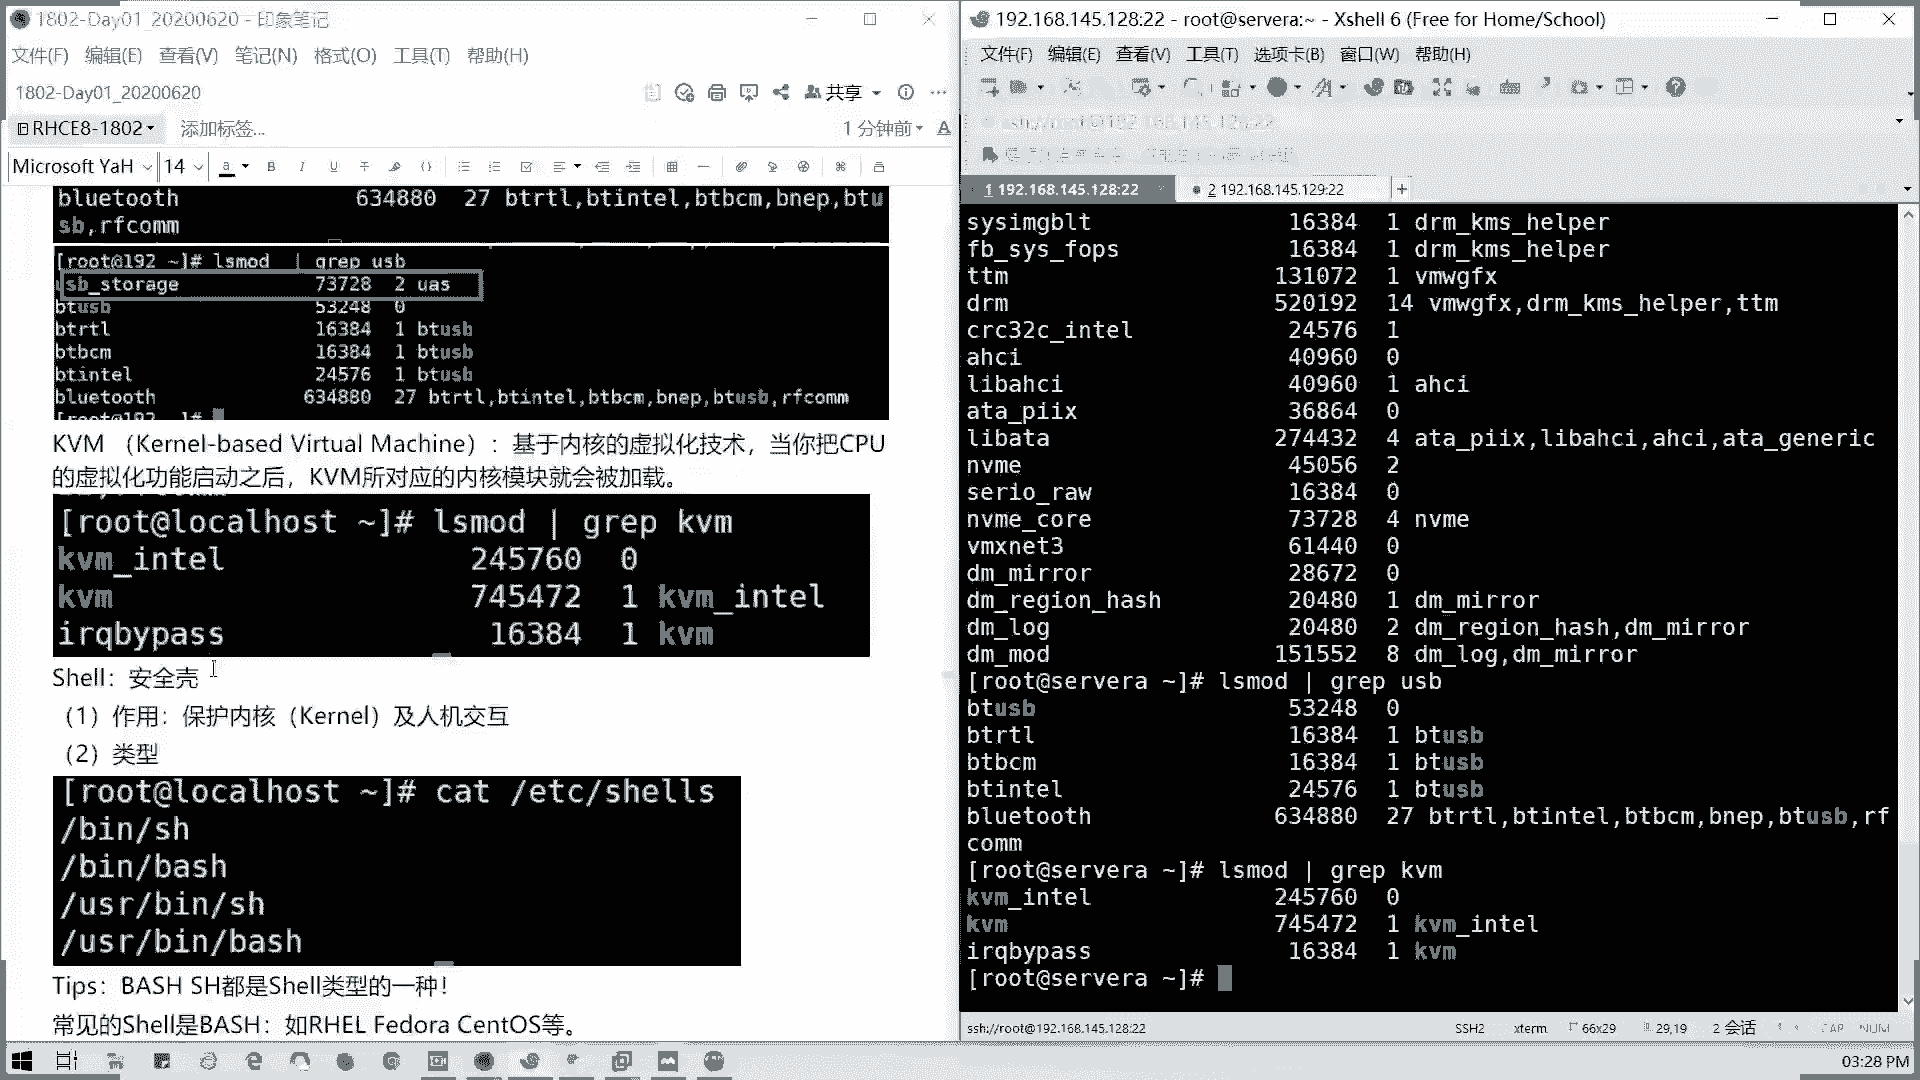 1802-Day01_20200620 - 印象笔记
文件(F) 编辑(E) 查看(V) 笔记(N) 格式(O) 工具(T) 帮助(H)
1802-Day01_20200620
共享
RHCE8-1802
添加标签...
1 分钟前
Microsoft YaH 14
bluetooth 634880 27 btrtl,btintel,btbcm,bnep,btu
sb,rfcomm
[root@192 ~]# lsmod | grep usb
usb_storage 73728 2 uas
btusb 53248 0
btrtl 16384 1 btusb
btbcm 16384 1 btusb
btintel 24576 1 btusb
bluetooth 634880 27 btrtl,btintel,btbcm,bnep,btusb,rfcomm
[root@192 ~]#
KVM （Kernel-based Virtual Machine）：基于内核的虚拟化技术，当你把CPU
的虚拟化功能启动之后，KVM所对应的内核模块就会被加载。
[root@localhost ~]# lsmod | grep kvm
kvm_intel 245760 0
kvm 745472 1 kvm_intel
irqbypass 16384 1 kvm
Shell：安全壳
（1）作用：保护内核（Kernel）及人机交互
（2）类型
[root@localhost ~]# cat /etc/shells
/bin/sh
/bin/bash
/usr/bin/sh
/usr/bin/bash
Tips：BASH SH都是Shell类型的一种！
常见的Shell是BASH：如RHEL Fedora CentOS等。
192.168.145.128:22 - root@servera:~ - Xshell 6 (Free for Home/School)
文件(F) 编辑(E) 查看(V) 工具(T) 选项卡(B) 窗口(W) 帮助(H)
ssh://root@192.168.145.128:22
1 192.168.145.128:22
2 192.168.145.129:22
sysimgblt 16384 1 drm_kms_helper
fb_sys_fops 16384 1 drm_kms_helper
ttm 131072 1 vmwgfx
drm 520192 14 vmwgfx,drm_kms_helper,ttm
crc32c_intel 24576 1
ahci 40960 0
libahci 40960 1 ahci
ata_piix 36864 0
libata 274432 4 ata_piix,libahci,ahci,ata_generic
nvme 45056 2
serio_raw 16384 0
nvme_core 73728 4 nvme
vmxnet3 61440 0
dm_mirror 28672 0
dm_region_hash 20480 1 dm_mirror
dm_log 20480 2 dm_region_hash,dm_mirror
dm_mod 151552 8 dm_log,dm_mirror
[root@servera ~]# lsmod | grep usb
btusb 53248 0
btrtl 16384 1 btusb
btbcm 16384 1 btusb
btintel 24576 1 btusb
bluetooth 634880 27 btrtl,btintel,btbcm,bnep,btusb,rf
comm
[root@servera ~]# lsmod | grep kvm
kvm_intel 245760 0
kvm 745472 1 kvm_intel
irqbypass 16384 1 kvm
[root@servera ~]#
ssh://root@192.168.145.128:22 SSH2 xterm 66x29 29,19 2 会话 CAP NUM
03:28 PM